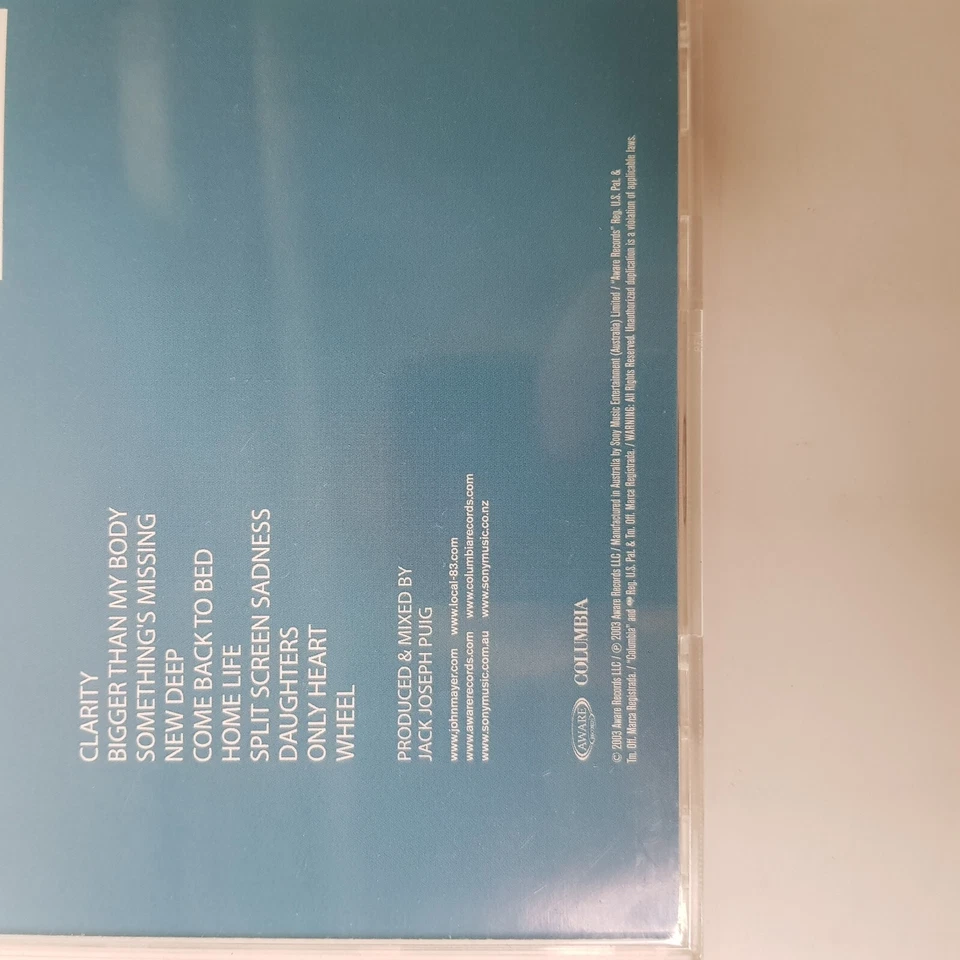 CLARITY
BIGGER THAN MY BODY
SOMETHING'S MISSING
NEW DEEP
COME BACK TO BED
HOME LIFE
SPLIT SCREEN SADNESS
DAUGHTERS
ONLY HEART
WHEEL
PRODUCED & MIXED BY
JACK JOSEPH PUIG
www.johnmayer.com www.local-83.com
www.awarerecords.com www.columbiarecords.com
www.sonymusic.com.au www.sonymusic.co.nz
AWARE RECORDS COLUMBIA
© 2003 Aware Records LLC / ℗ 2003 Aware Records LLC / Manufactured in Australia by Sony Music Entertainment (Australia) Limited / "Aware Records" Reg. U.S. Pat. &
Tm. Off. Marca Registrada. / "Columbia" and Reg. U.S. Pat. & Tm. Off. Marca Registrada. / WARNING: All Rights Reserved. Unauthorized duplication is a violation of applicable laws.